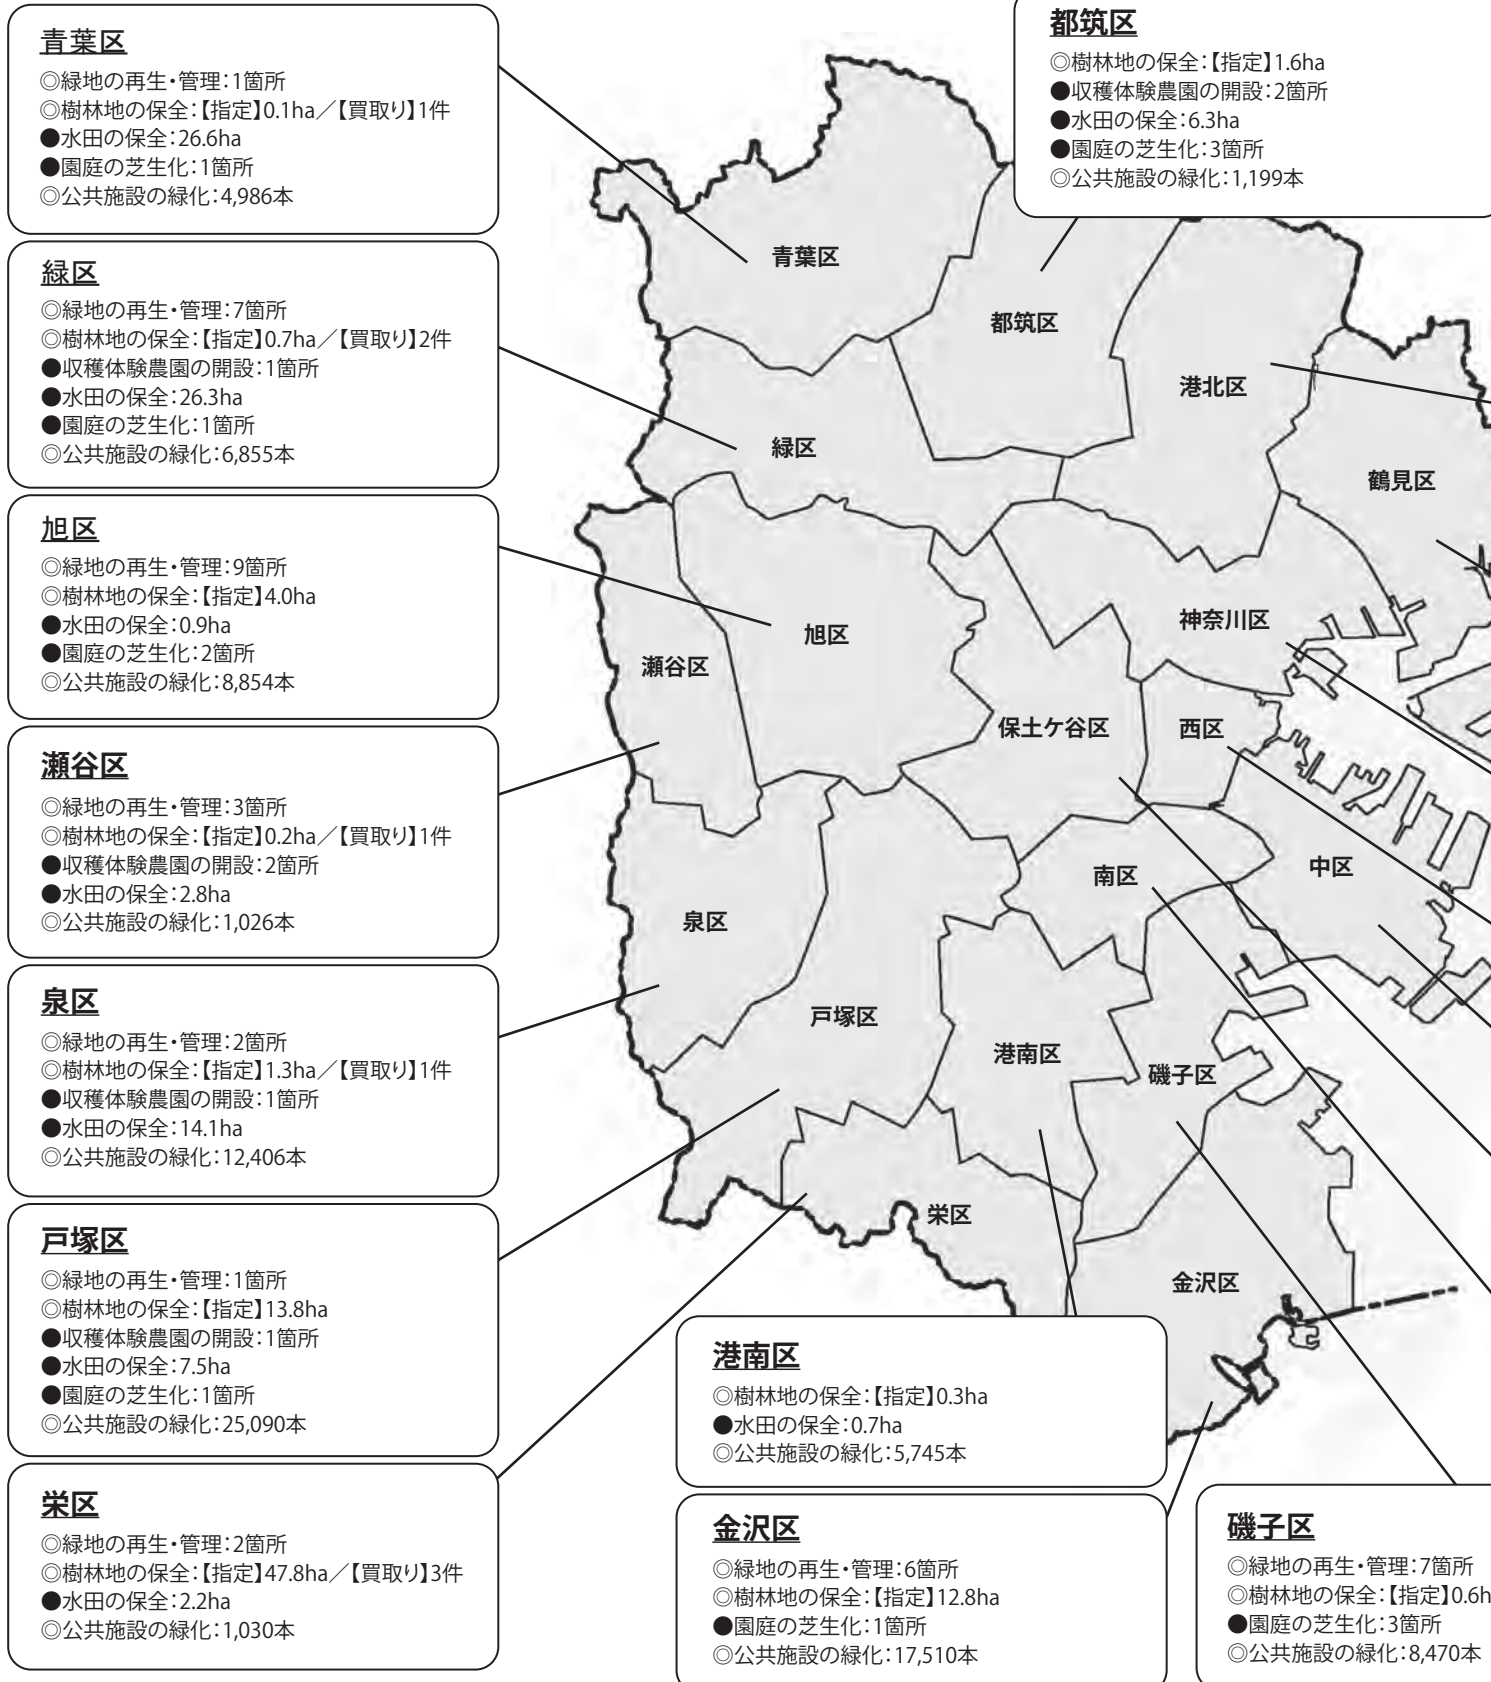 青葉区
◎緑地の再生・管理：1箇所
◎樹林地の保全：【指定】0.1ha／【買取り】1件
●水田の保全：26.6ha
●園庭の芝生化：1箇所
◎公共施設の緑化：4,986本
緑区
◎緑地の再生・管理：7箇所
◎樹林地の保全：【指定】0.7ha／【買取り】2件
●収穫体験農園の開設：1箇所
●水田の保全：26.3ha
●園庭の芝生化：1箇所
◎公共施設の緑化：6,855本
旭区
◎緑地の再生・管理：9箇所
◎樹林地の保全：【指定】4.0ha
●水田の保全：0.9ha
●園庭の芝生化：2箇所
◎公共施設の緑化：8,854本
瀬谷区
◎緑地の再生・管理：3箇所
◎樹林地の保全：【指定】0.2ha／【買取り】1件
●収穫体験農園の開設：2箇所
●水田の保全：2.8ha
◎公共施設の緑化：1,026本
泉区
◎緑地の再生・管理：2箇所
◎樹林地の保全：【指定】1.3ha／【買取り】1件
●収穫体験農園の開設：1箇所
●水田の保全：14.1ha
◎公共施設の緑化：12,406本
戸塚区
◎緑地の再生・管理：1箇所
◎樹林地の保全：【指定】13.8ha
●収穫体験農園の開設：1箇所
●水田の保全：7.5ha
●園庭の芝生化：1箇所
◎公共施設の緑化：25,090本
栄区
◎緑地の再生・管理：2箇所
◎樹林地の保全：【指定】47.8ha／【買取り】3件
●水田の保全：2.2ha
◎公共施設の緑化：1,030本
都筑区
◎樹林地の保全：【指定】1.6ha
●収穫体験農園の開設：2箇所
●水田の保全：6.3ha
●園庭の芝生化：3箇所
◎公共施設の緑化：1,199本
青葉区
都筑区
港北区
緑区
鶴見区
神奈川区
旭区
瀬谷区
保土ケ谷区
西区
中区
南区
泉区
戸塚区
港南区
磯子区
栄区
金沢区
港南区
◎樹林地の保全：【指定】0.3ha
●水田の保全：0.7ha
◎公共施設の緑化：5,745本
金沢区
◎緑地の再生・管理：6箇所
◎樹林地の保全：【指定】12.8ha
●園庭の芝生化：1箇所
◎公共施設の緑化：17,510本
磯子区
◎緑地の再生・管理：7箇所
◎樹林地の保全：【指定】0.6h
●園庭の芝生化：3箇所
◎公共施設の緑化：8,470本